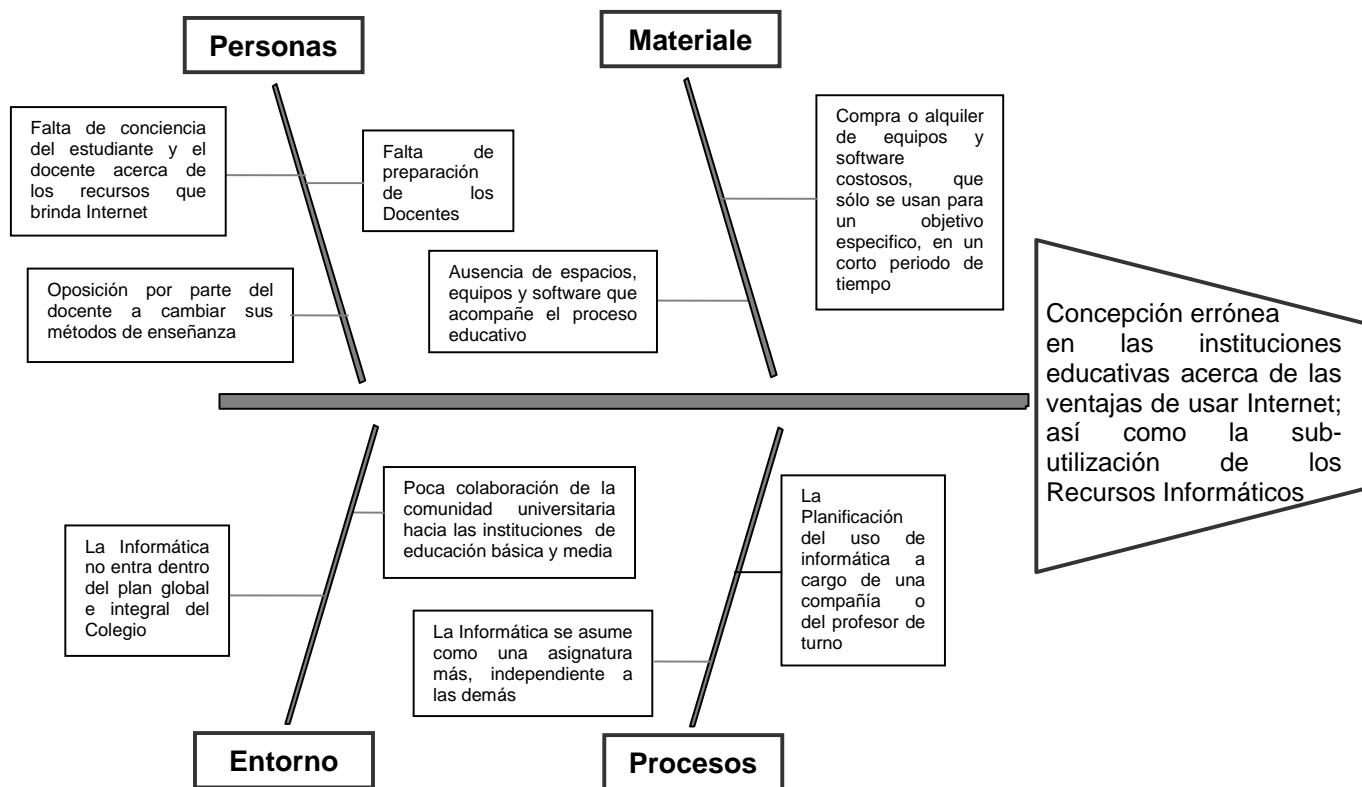 Personas
Materiale
Falta de conciencia
del estudiante y el
docente acerca de
los recursos que
brinda Internet
Falta de
preparación
de los
Docentes
Oposición por parte del
docente a cambiar sus
métodos de enseñanza
Compra o alquiler
de equipos y
software
costosos, que
sólo se usan para
un objetivo
especifico, en un
corto periodo de
tiempo
Ausencia de espacios,
equipos y software que
acompañe el proceso
educativo
Concepción errónea
en las instituciones
educativas acerca de las
ventajas de usar Internet;
así como la sub-
utilización de los
Recursos Informáticos
Poca colaboración de la
comunidad universitaria
hacia las instituciones de
educación básica y media
La Informática
no entra dentro
del plan global
e integral del
Colegio
La
Planificación
del uso de
informática a
cargo de una
compañía o
del profesor de
turno
La Informática se asume
como una asignatura
más, independiente a
las demás
Entorno
Procesos